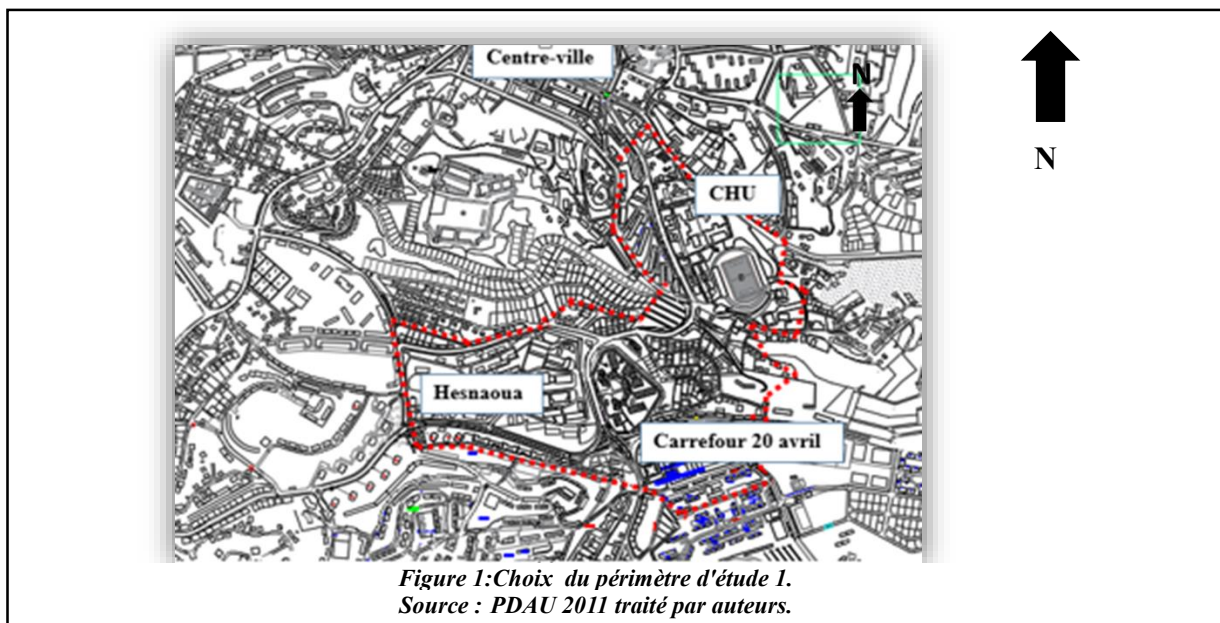 Centre-ville
N
CHU
N
Hesnaoua
Carrefour 20 avril
Figure 1:Choix du périmètre d'étude 1.
Source : PDAU 2011 traité par auteurs.